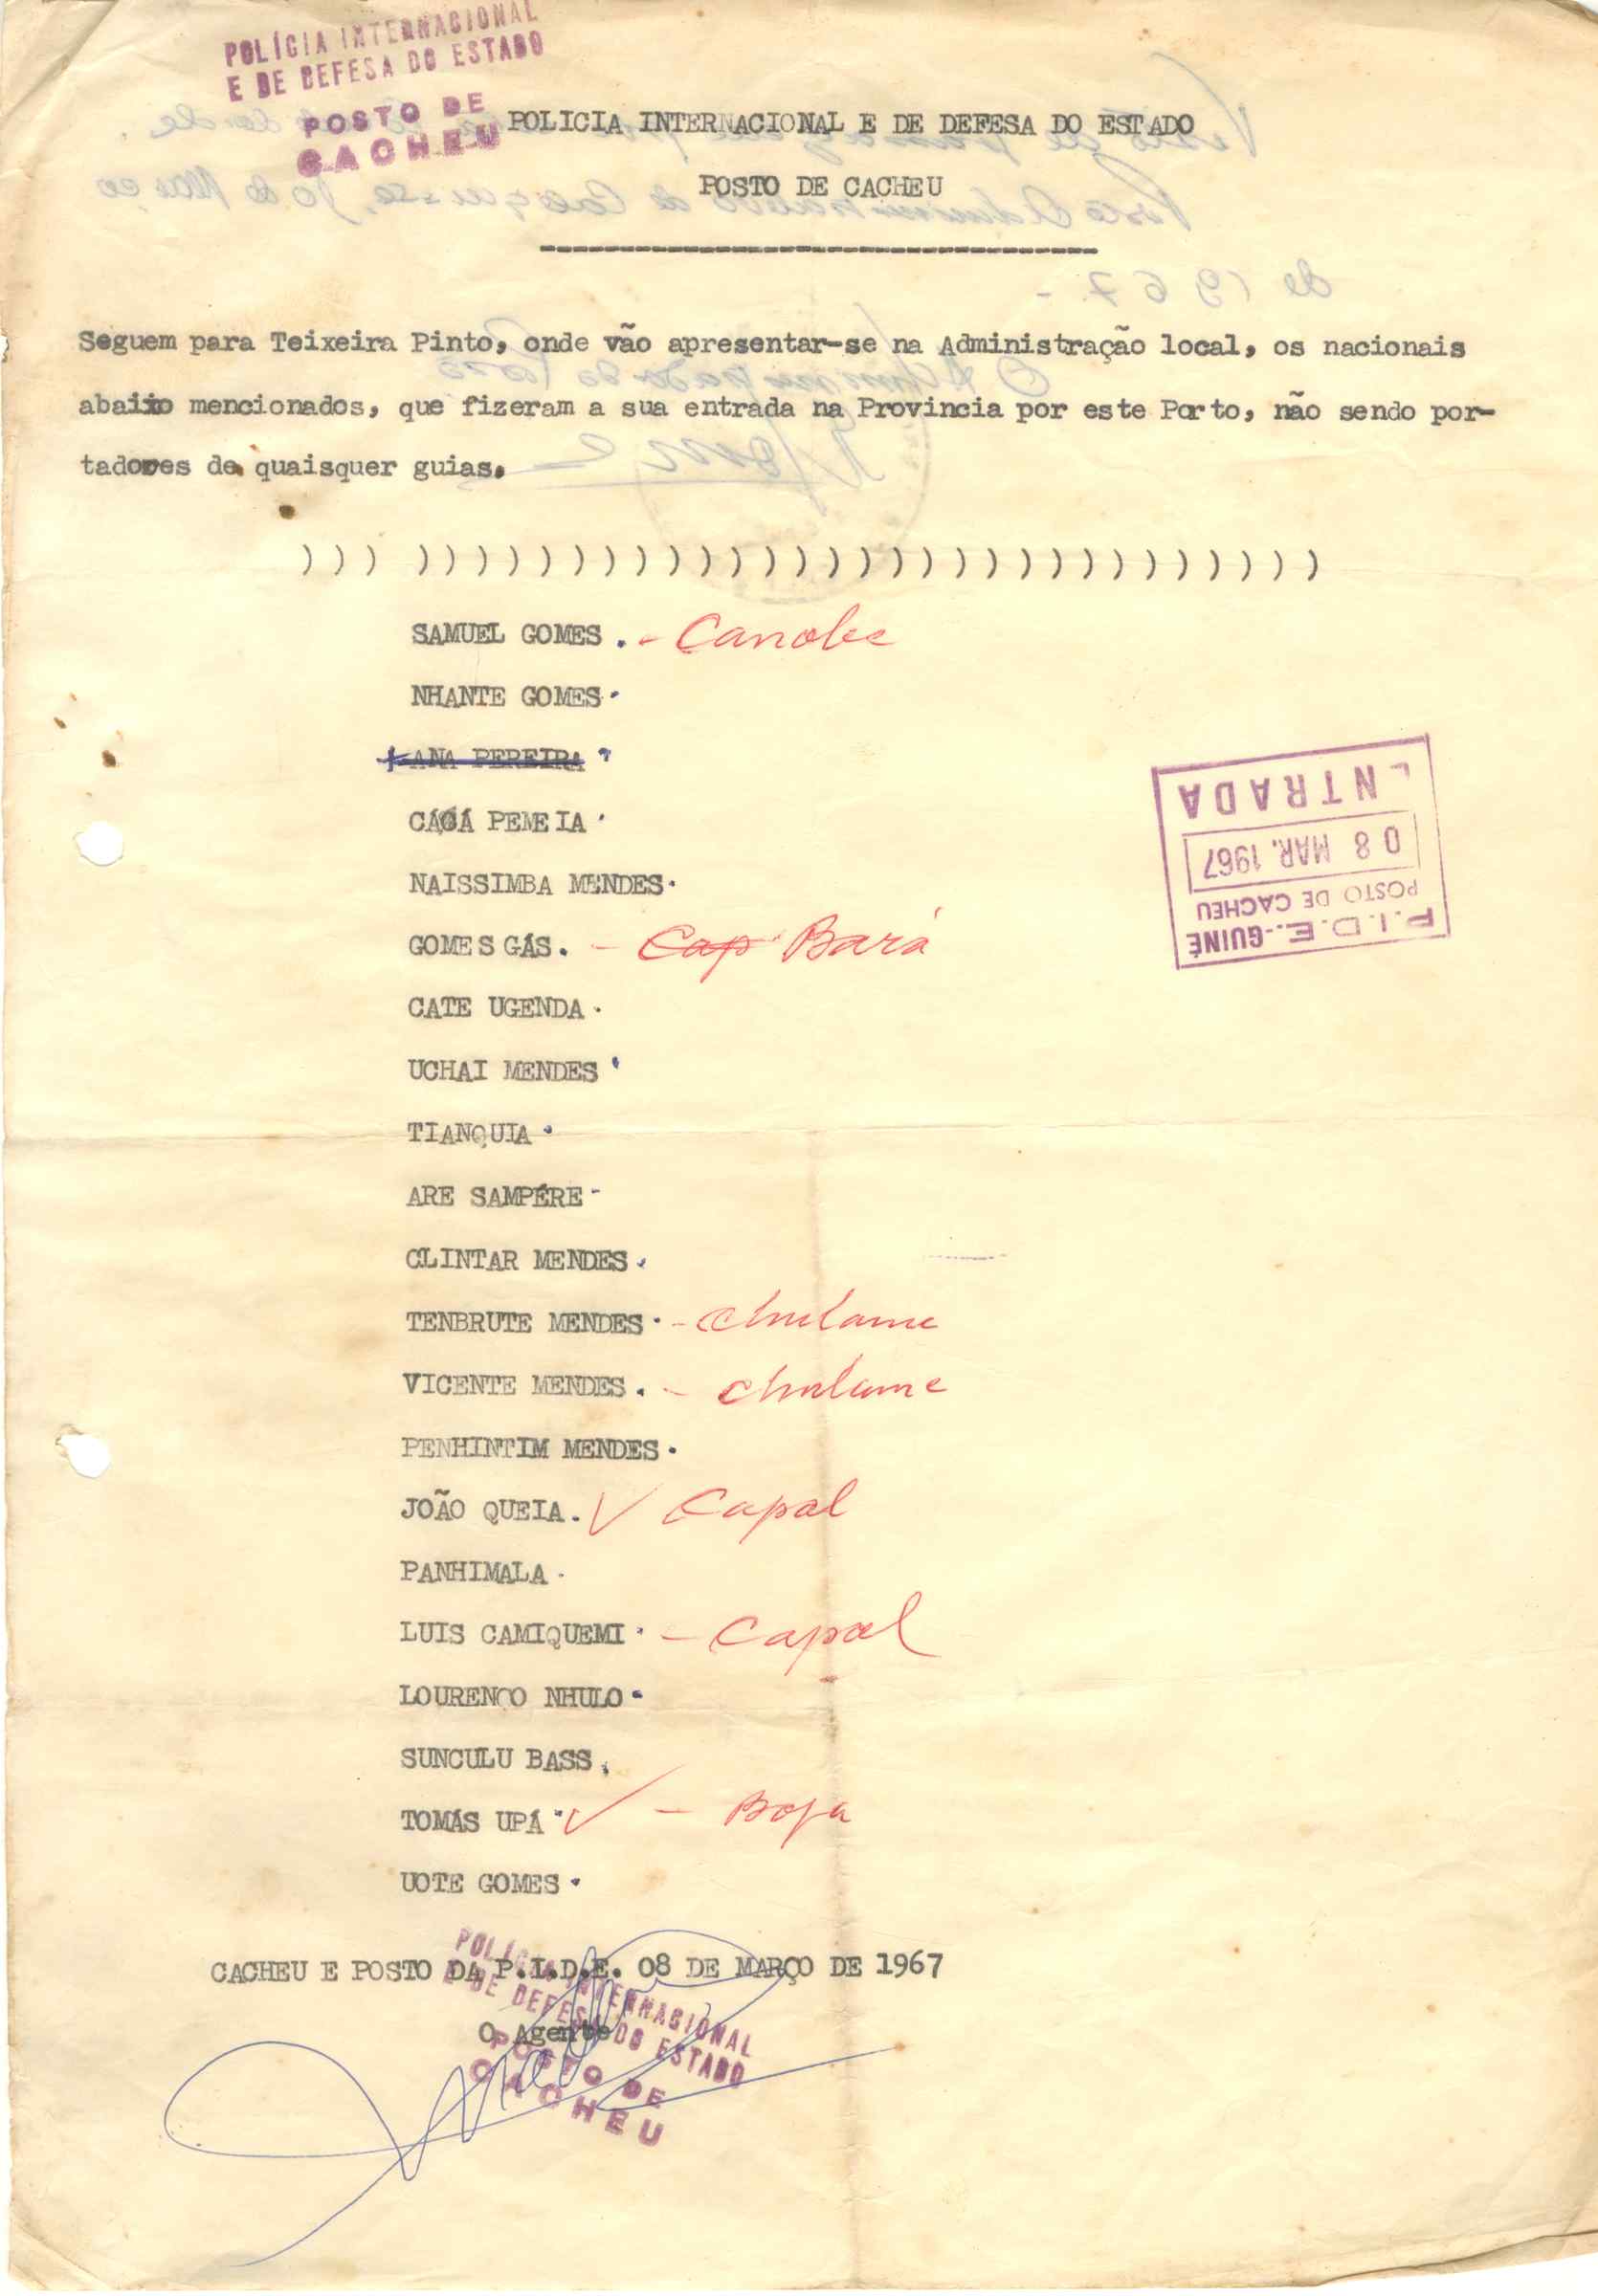 POLÍCIA INTERNACIONAL
E DE DEFESA DO ESTADO
POSTO DE
CACHEU
POLICIA INTERNACIONAL E DE DEFESA DO ESTADO
POSTO DE CACHEU
Seguem para Teixeira Pinto, onde vão apresentar-se na Administração local, os nacionais
abaixo mencionados, que fizeram a sua entrada na Provincia por este Porto, não sendo por-
tadores de quaisquer guias.
))) )))))))))))))))))))))))))))))
SAMUEL GOMES . - Canobe
NHANTE GOMES.
ANA PEREIRA
CÁCÁ PEMEIA
NAISSIMBA MENDES.
GOMES GÁS. - Cap Bará
CATE UGENDA.
UCHAI MENDES
TIANQUIA.
ARE SAMPÉRE-
CLINTAR MENDES.
TENBRUTE MENDES. - Chulame
VICENTE MENDES. - Chulame
PENHINTIM MENDES.
JOÃO QUEIA. V Capol
PANHIMALA.
LUIS CAMIQUEMI. - Capol
LOURENCO NHULO-
SUNCULU BASS.
TOMÁS UPÁ V -
UOTE GOMES.
ENTRADA
08 MAR. 1967
POSTO DE CACHEU
P.I.D.E.-GUINÉ
CACHEU E POSTO DA P.I.D.E. 08 DE MARÇO DE 1967
O Agente
POLÍCIA INTERNACIONAL
E DE DEFESA DO ESTADO
POSTO DE
CACHEU